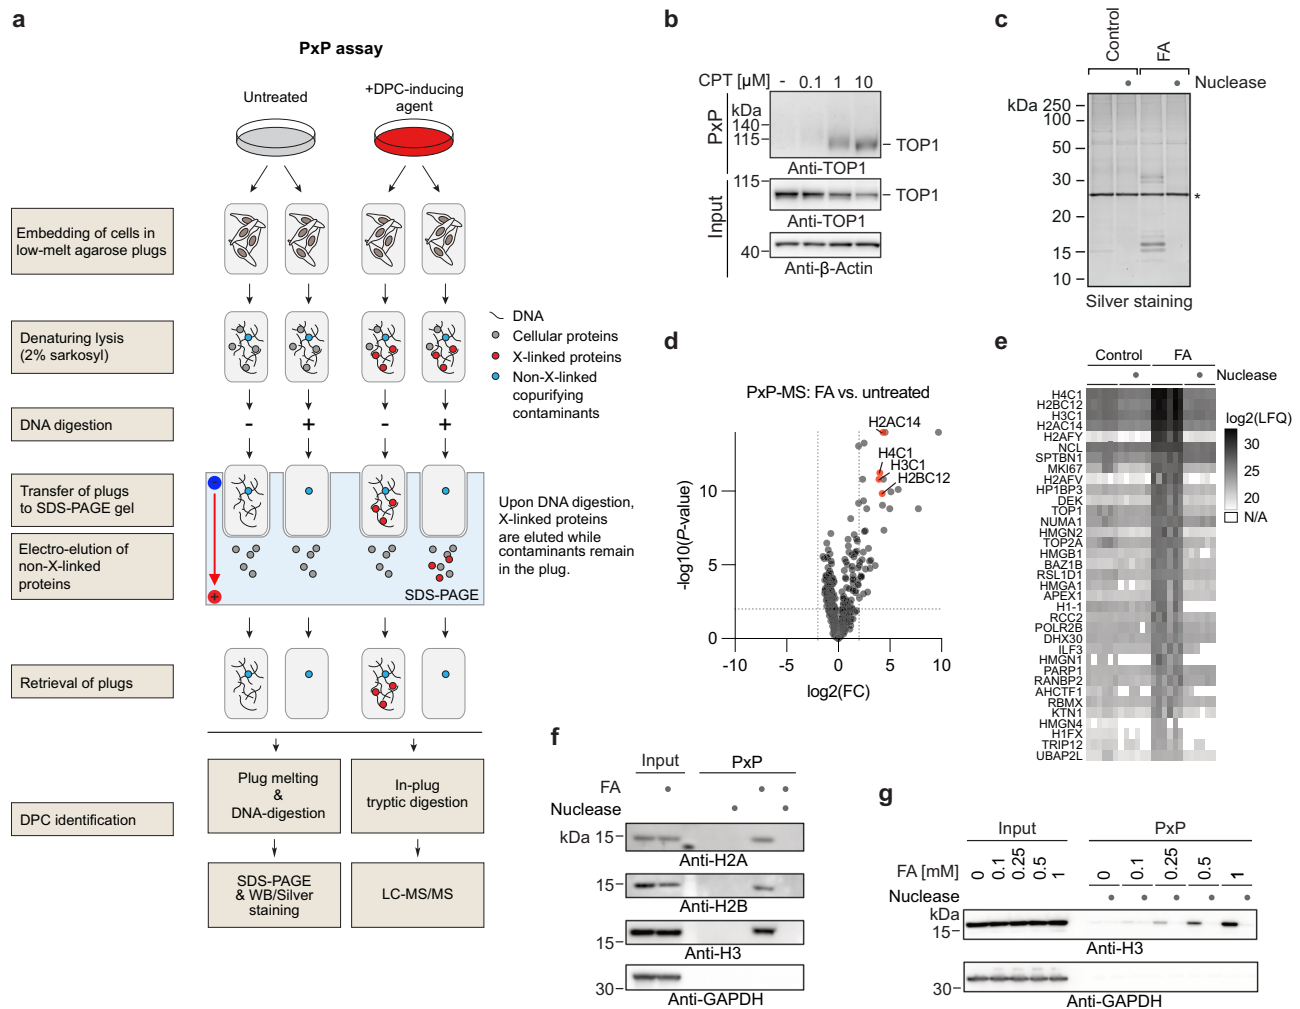 a
PxP assay
Untreated
+DPC-inducing
agent
Embedding of cells in
low-melt agarose plugs
Denaturing lysis
(2% sarkosyl)
DNA
Cellular proteins
X-linked proteins
Non-X-linked
copurifying
contaminants
DNA digestion
- + - +
Transfer of plugs
to SDS-PAGE gel
Electro-elution of
non-X-linked
proteins
-
+
SDS-PAGE
Upon DNA digestion,
X-linked proteins
are eluted while
contaminants remain
in the plug.
Retrieval of plugs
DPC identification
Plug melting
&
DNA-digestion
In-plug
tryptic digestion
SDS-PAGE
& WB/Silver
staining
LC-MS/MS
b
CPT [µM] - 0.1 1 10
kDa
140
115
PxP
TOP1
Anti-TOP1
115
Input
TOP1
Anti-TOP1
40
Anti-β-Actin
c
Control
FA
Nuclease
kDa 250
100
50
30
20
15
10
*
Silver staining
d
PxP-MS: FA vs. untreated
H2AC14
H4C1
H3C1
H2BC12
-log10(P-value)
10
5
0
-10 -5 0 5 10
log2(FC)
e
Control FA
Nuclease
H4C1
H2BC12
H3C1
H2AC14
H2AFY
NCL
SPTBN1
MKI67
H2AFV
HP1BP3
DEK
TOP1
NUMA1
HMGN2
TOP2A
HMGB1
BAZ1B
RSL1D1
HMGA1
APEX1
H1-1
RCC2
POLR2B
DHX30
ILF3
HMGN1
PARP1
RANBP2
AHCTF1
RBMX
KTN1
HMGN4
H1FX
TRIP12
UBAP2L
log2(LFQ)
30
25
20
N/A
f
Input PxP
FA
Nuclease
kDa 15
Anti-H2A
15
Anti-H2B
15
Anti-H3
30
Anti-GAPDH
g
Input PxP
FA [mM] 0 0.1 0.25 0.5 1 0 0.1 0.25 0.5 1
Nuclease
kDa
15
Anti-H3
30
Anti-GAPDH